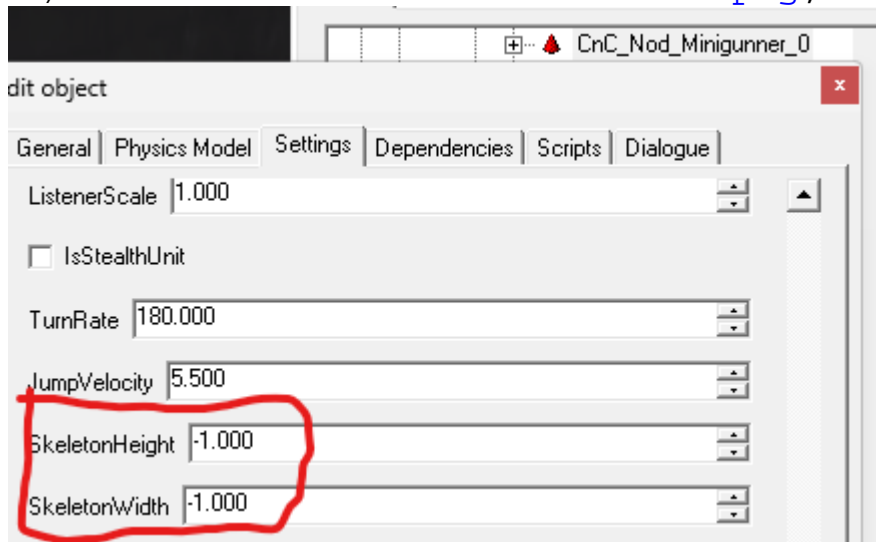 CnC_Nod_Minigunner_0
dit object
x
General Physics Model Settings Dependencies Scripts Dialogue
ListenerScale 1.000
IsStealthUnit
TurnRate 180.000
JumpVelocity 5.500
SkeletonHeight -1.000
SkeletonWidth -1.000